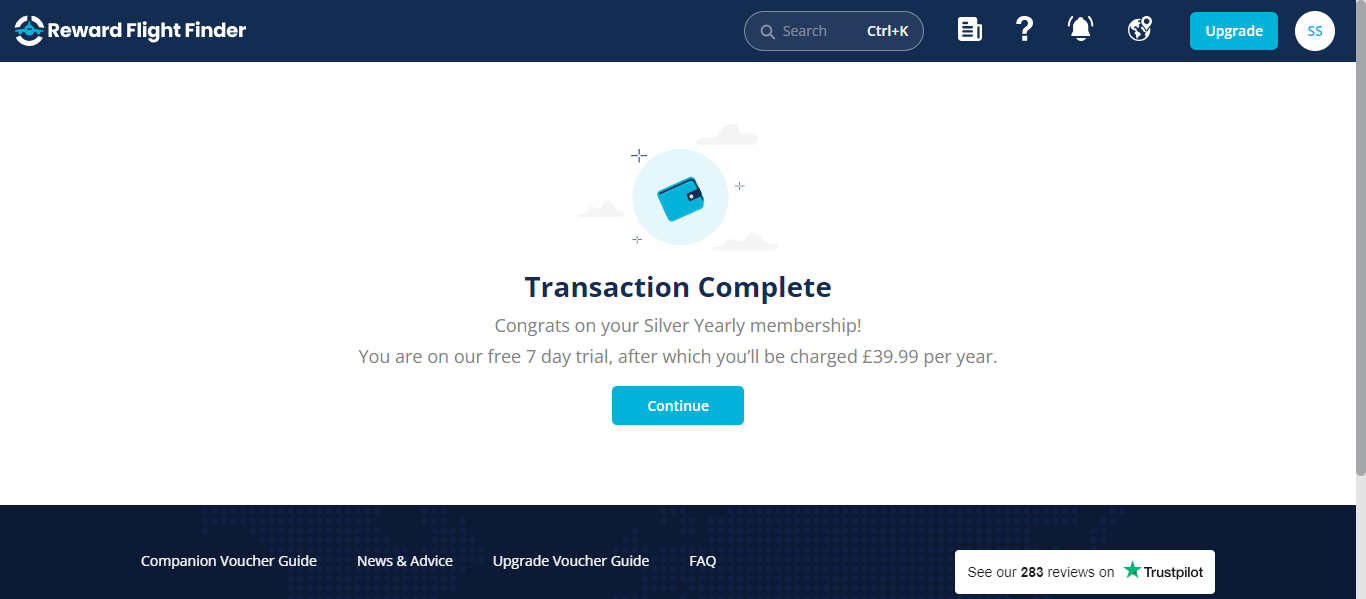 Reward Flight Finder
Search Ctrl+K
Upgrade
SS
Transaction Complete
Congrats on your Silver Yearly membership!
You are on our free 7 day trial, after which you’ll be charged £39.99 per year.
Continue
Companion Voucher Guide News & Advice Upgrade Voucher Guide FAQ
See our 283 reviews on Trustpilot